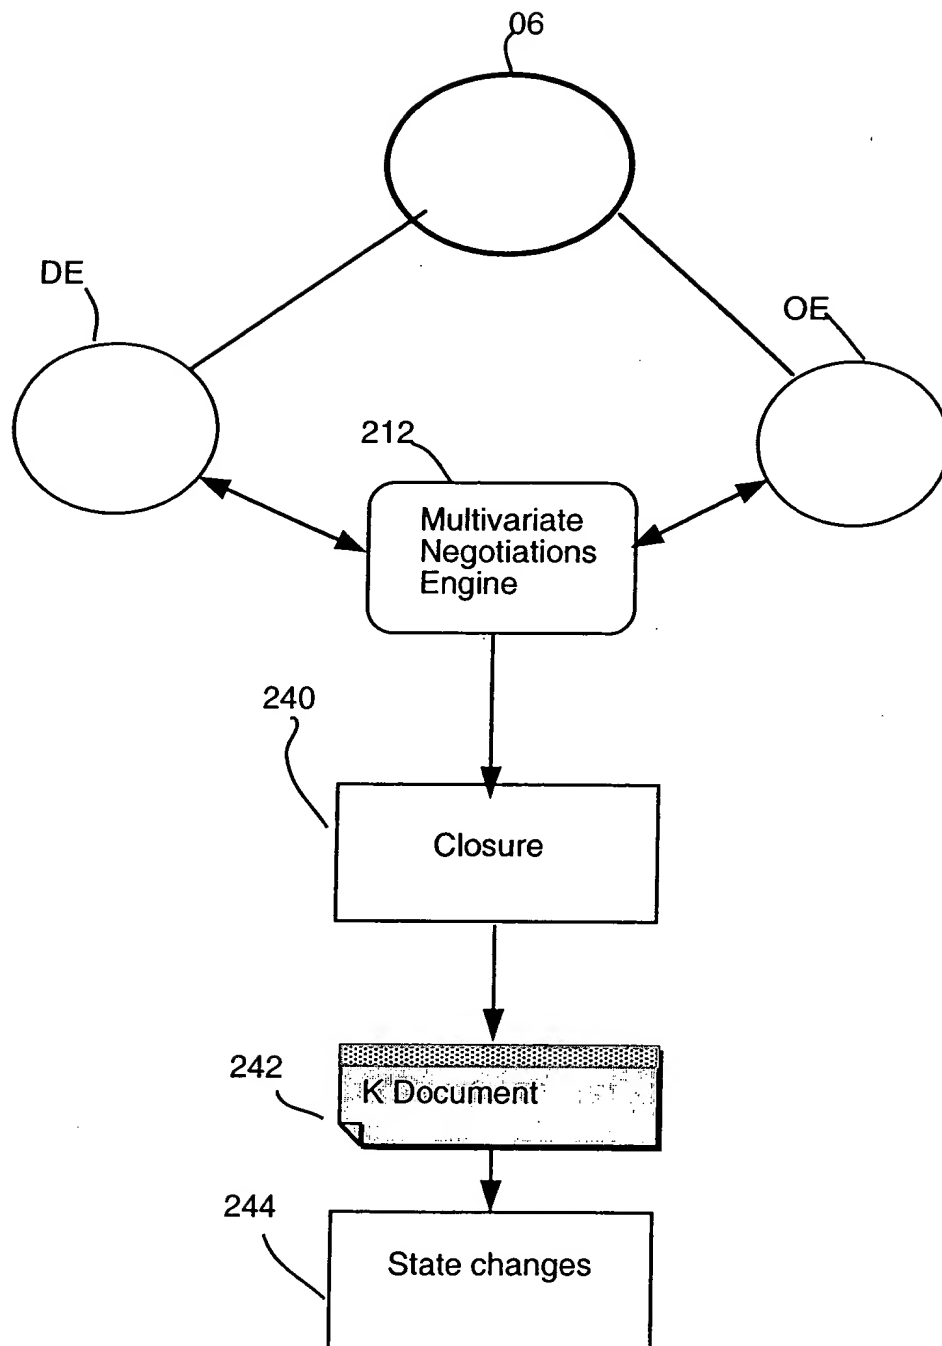 06
DE
OE
212
Multivariate
Negotiations
Engine
240
Closure
242
K Document
244
State changes